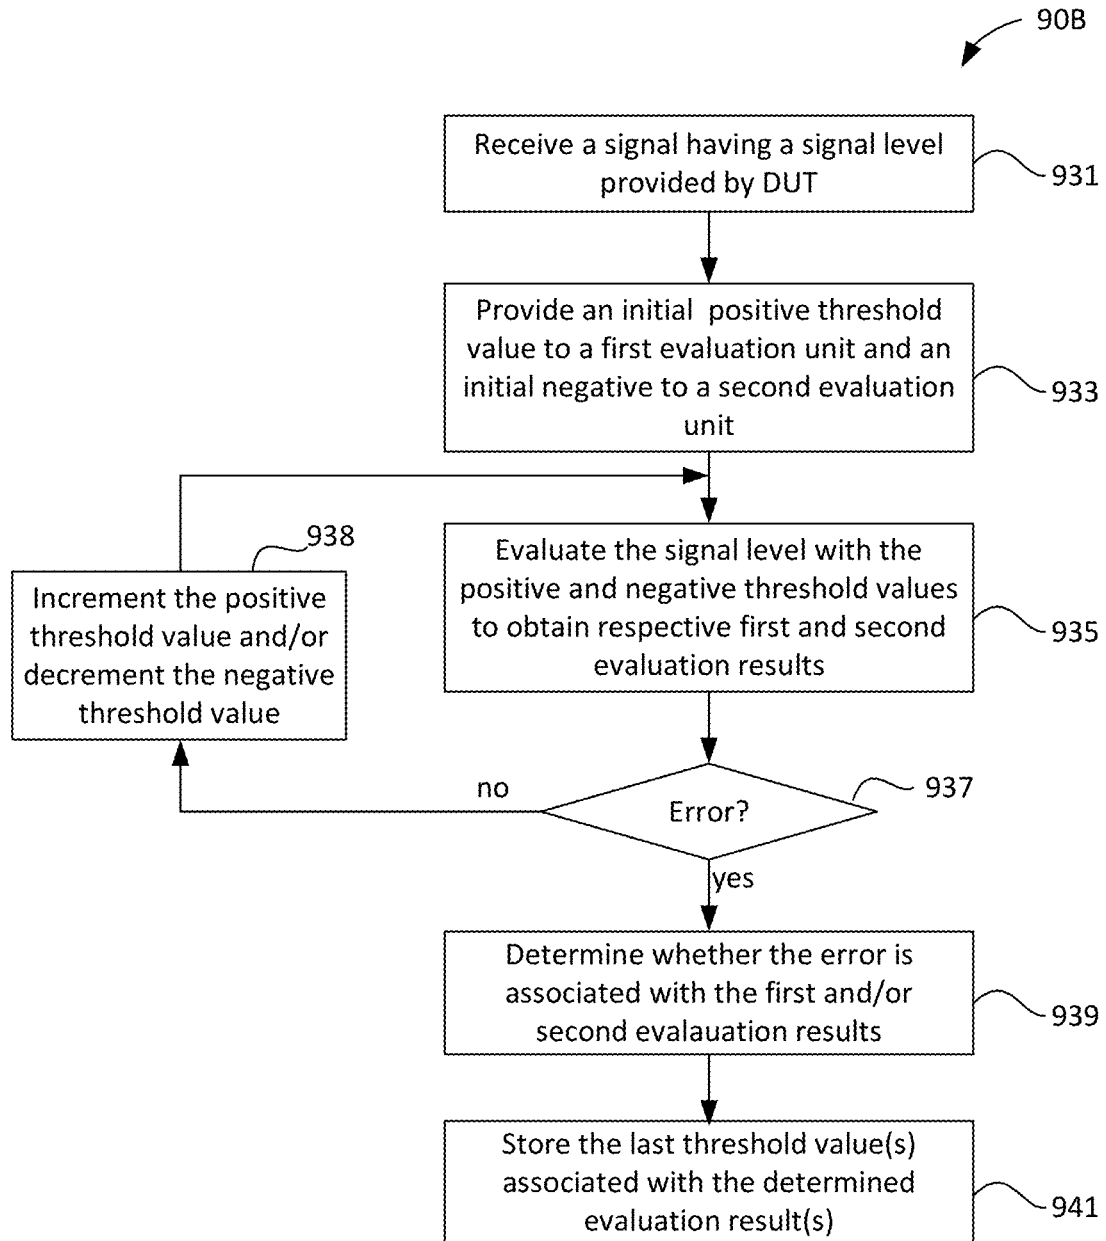 90B
Receive a signal having a signal level
provided by DUT
931
Provide an initial positive threshold
value to a first evaluation unit and an
initial negative to a second evaluation
unit
933
938
Increment the positive
threshold value and/or
decrement the negative
threshold value
Evaluate the signal level with the
positive and negative threshold values
to obtain respective first and second
evaluation results
935
no
Error?
937
yes
Determine whether the error is
associated with the first and/or
second evalauation results
939
Store the last threshold value(s)
associated with the determined
evaluation result(s)
941